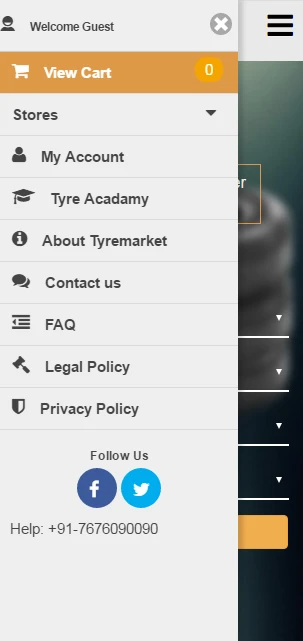 Welcome Guest
View Cart 0
Stores
er
My Account
Tyre Acadamy
About Tyremarket
Contact us
FAQ
Legal Policy
Privacy Policy
Follow Us
Help: +91-7676090090